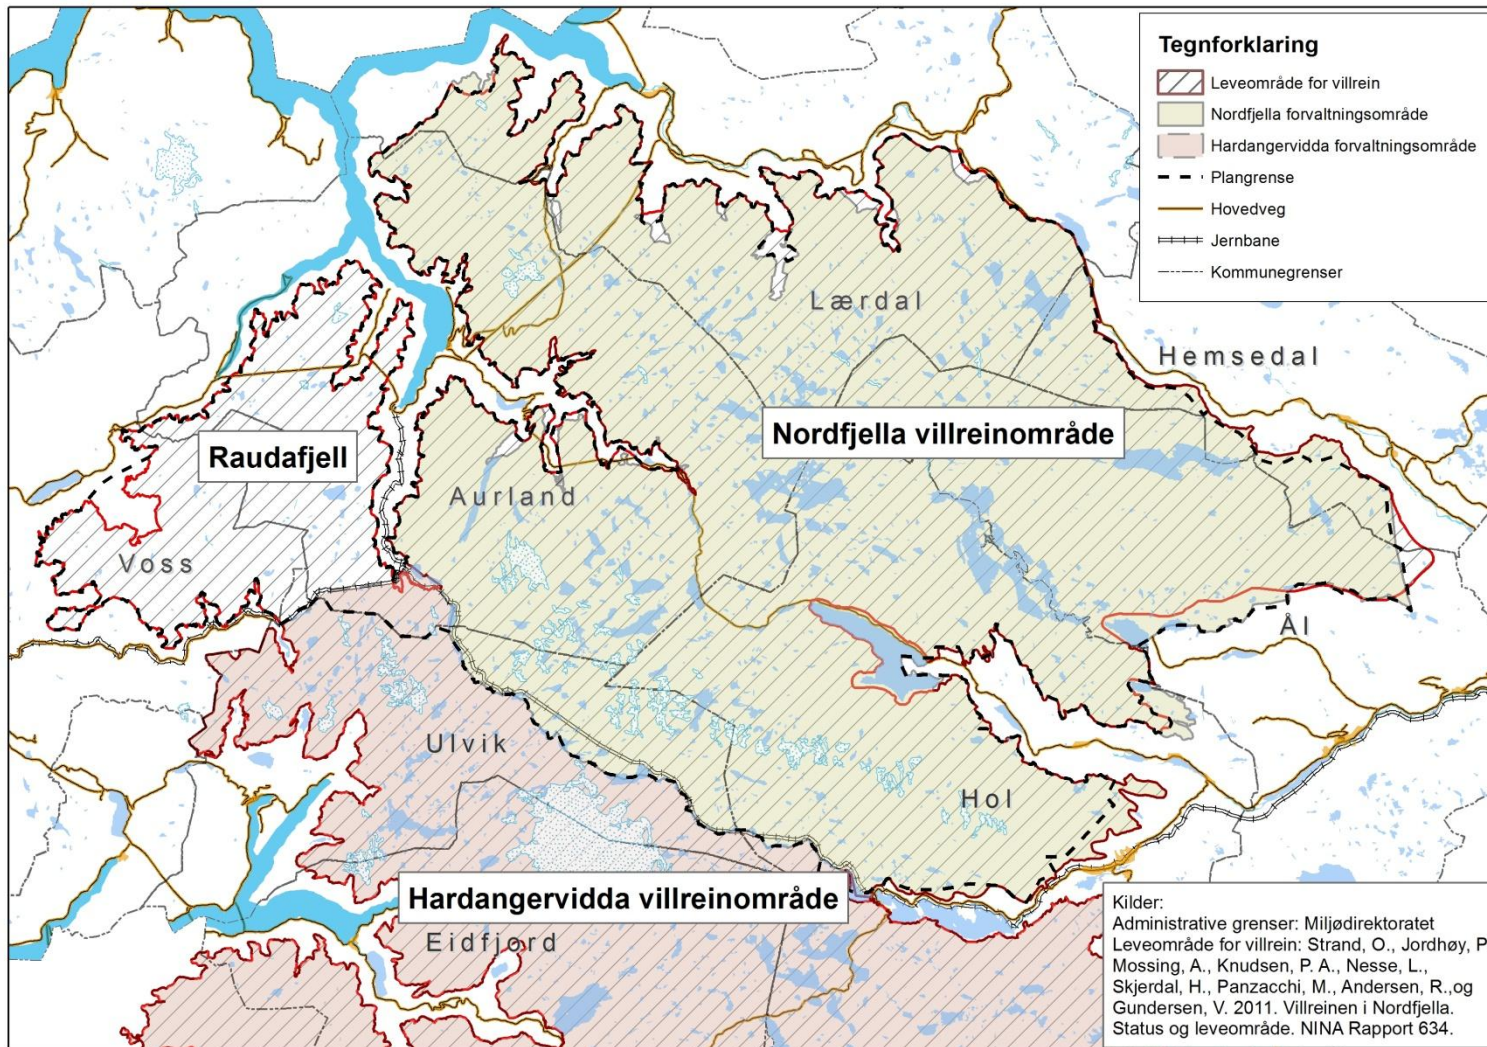 Tegnforklaring
Leveområde for villrein
Nordfjella forvaltningsområde
Hardangervidda forvaltningsområde
Plangrense
Hovedveg
Jernbane
Kommunegrenser
Lærdal
Hemsedal
Nordfjella villreinområde
Raudafjell
Aurland
Voss
Ål
Ulvik
Hol
Hardangervidda villreinområde
Eidfjord
Kilder:
Administrative grenser: Miljødirektoratet
Leveområde for villrein: Strand, O., Jordhøy, P
Mossing, A., Knudsen, P. A., Nesse, L.,
Skjerdal, H., Panzacchi, M., Andersen, R.,og
Gundersen, V. 2011. Villreinen i Nordfjella.
Status og leveområde. NINA Rapport 634.